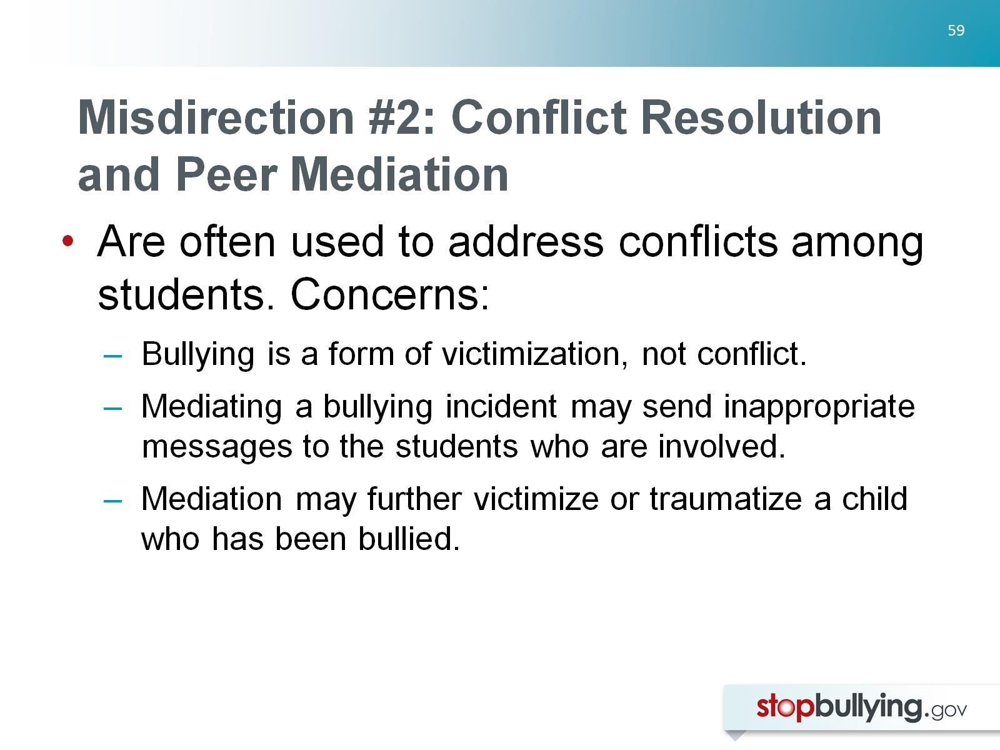 59
Misdirection #2: Conflict Resolution
and Peer Mediation
• Are often used to address conflicts among
students. Concerns:
– Bullying is a form of victimization, not conflict.
– Mediating a bullying incident may send inappropriate
messages to the students who are involved.
– Mediation may further victimize or traumatize a child
who has been bullied.
stopbullying.gov